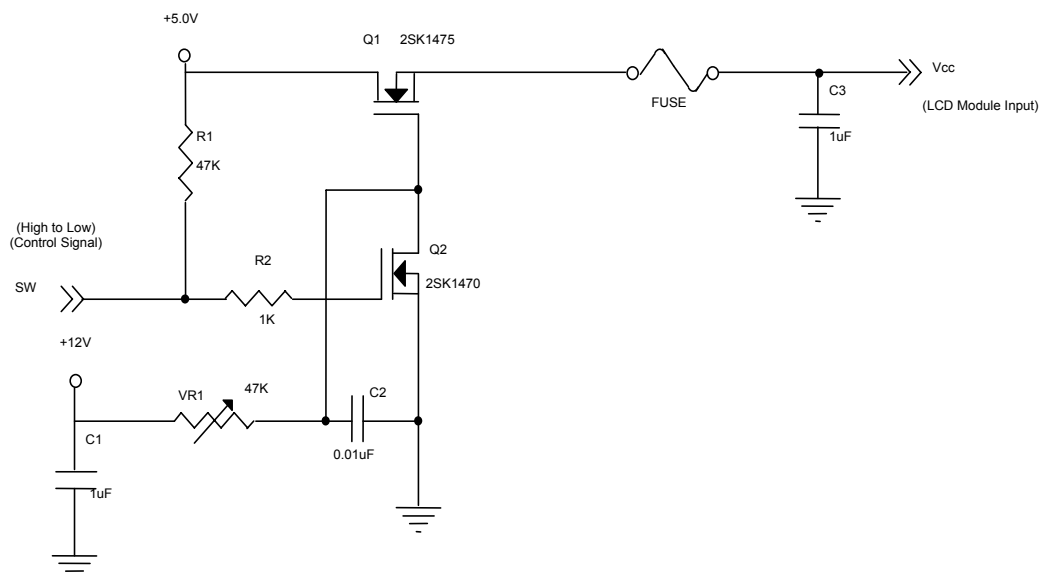 +5.0V
Q1 2SK1475
Vcc
(LCD Module Input)
FUSE
C3
1uF
R1
47K
(High to Low)
(Control Signal)
SW
R2
1K
Q2
2SK1470
+12V
VR1
47K
C2
0.01uF
C1
1uF